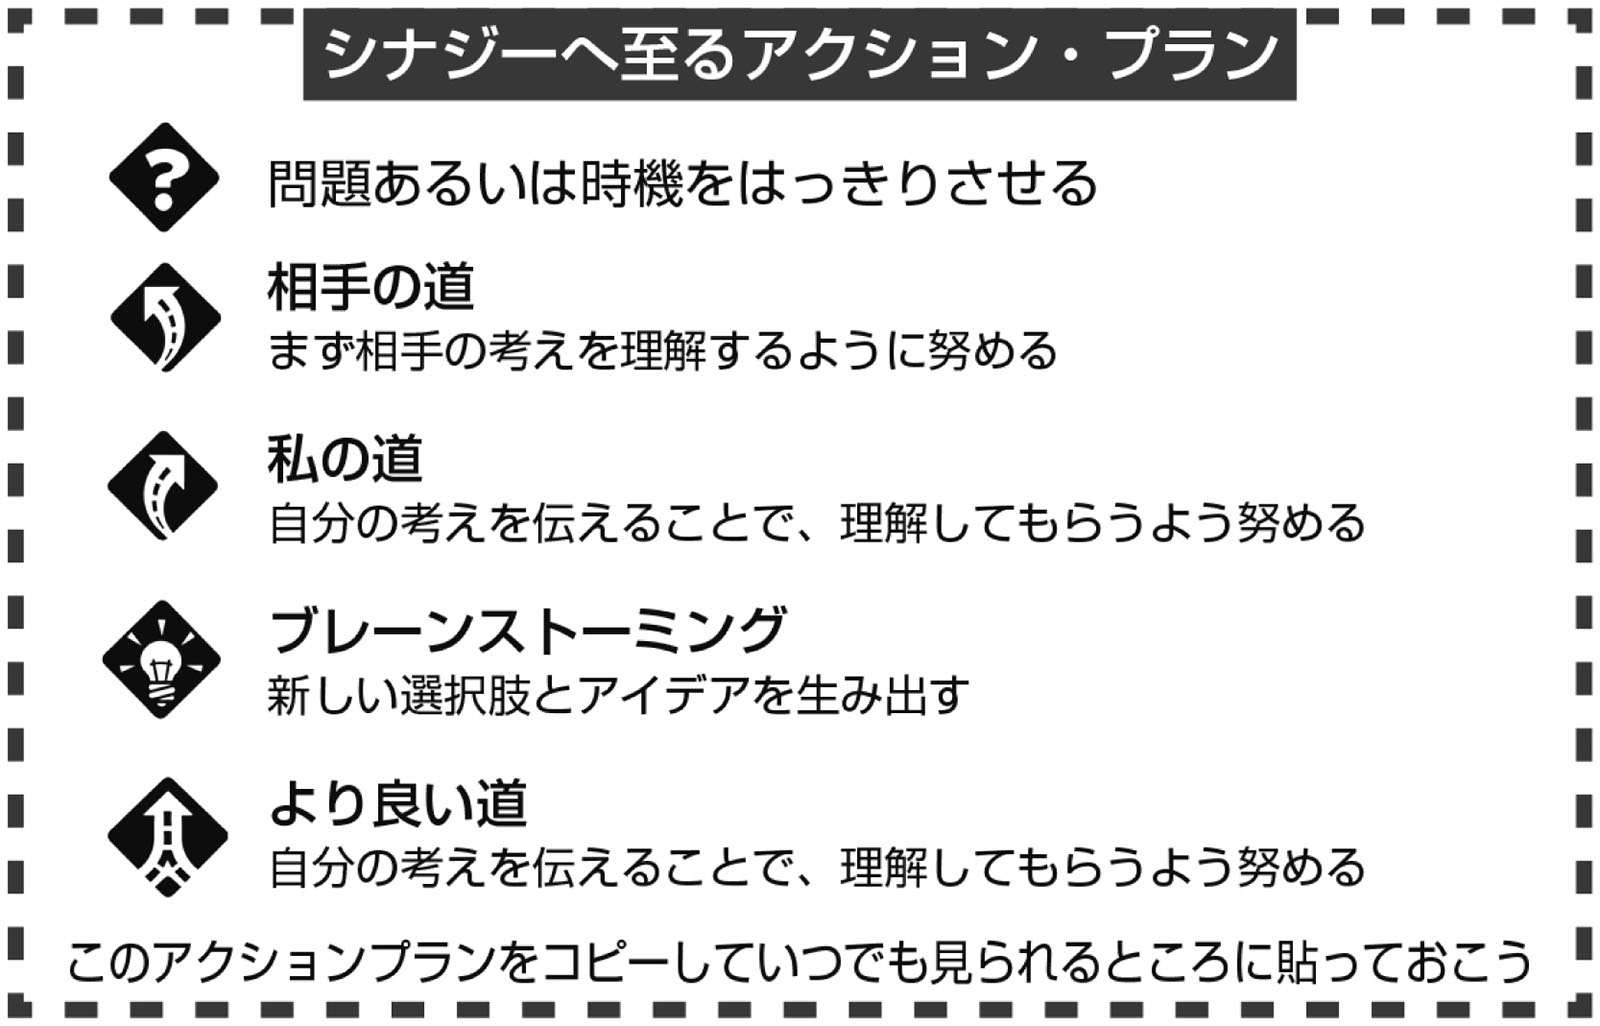 シナジーへ至るアクション・プラン
問題あるいは時機をはっきりさせる
相手の道
まず相手の考えを理解するように努める
私の道
自分の考えを伝えることで、理解してもらうよう努める
ブレーンストーミング
新しい選択肢とアイデアを生み出す
より良い道
自分の考えを伝えることで、理解してもらうよう努める
このアクションプランをコピーしていつでも見られるところに貼っておこう